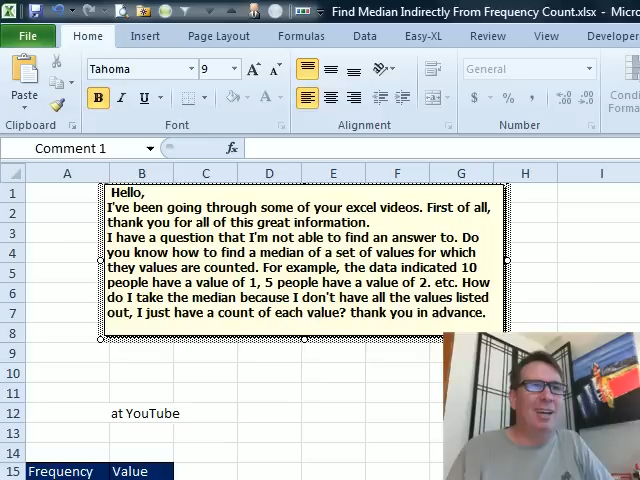 Find Median Indirectly From Frequency Count.xlsx - Micro
File Home Insert Page Layout Formulas Data Easy-XL Review View Developer
Tahoma 9 General
Paste B I U $ % , Condi
Forma
Clipboard Font Alignment Number
Comment 1 fx
A B C D E F G H I
1 Hello,
2 I've been going through some of your excel videos. First of all,
3 thank you for all of this great information.
I have a question that I'm not able to find an answer to. Do
4 you know how to find a median of a set of values for which
5 they values are counted. For example, the data indicated 10
people have a value of 1, 5 people have a value of 2. etc. How
6 do I take the median because I don't have all the values listed
7 out, I just have a count of each value? thank you in advance.
8
9
10
11
12 at YouTube
13
14
15 Frequency Value